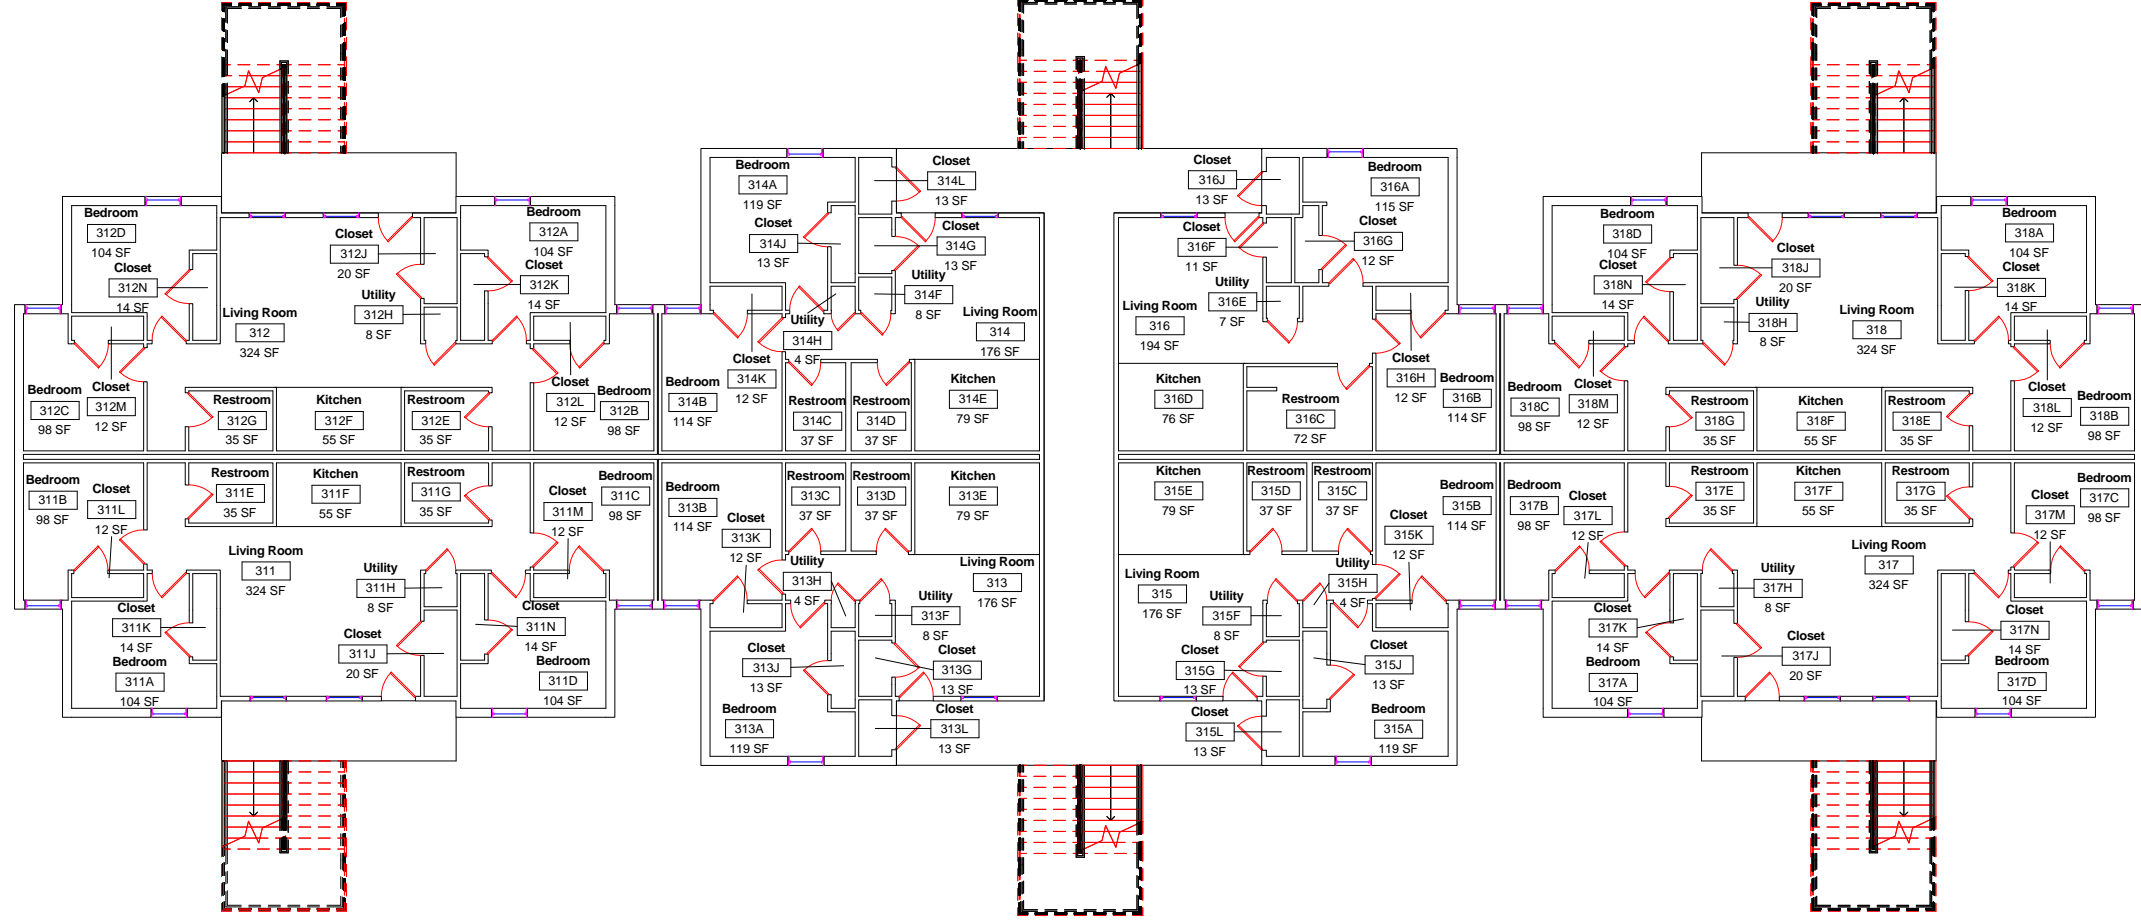 Bedroom
312D
104 SF
Closet
312N
14 SF
Living Room
312
324 SF
Closet
312J
20 SF
Utility
312H
8 SF
Bedroom
312A
104 SF
Closet
312K
14 SF
Bedroom
312C
98 SF
Closet
312M
12 SF
Restroom
312G
35 SF
Kitchen
312F
55 SF
Restroom
312E
35 SF
Closet
312L
12 SF
Bedroom
312B
98 SF
Bedroom
314A
119 SF
Closet
314L
13 SF
Closet
314J
13 SF
Closet
314G
13 SF
Utility
314F
8 SF
Utility
314H
4 SF
Living Room
314
176 SF
Closet
314K
12 SF
Bedroom
314B
114 SF
Restroom
314C
37 SF
Restroom
314D
37 SF
Kitchen
314E
79 SF
Closet
316J
13 SF
Bedroom
316A
115 SF
Closet
316F
11 SF
Closet
316G
12 SF
Utility
316E
7 SF
Living Room
316
194 SF
Kitchen
316D
76 SF
Restroom
316C
72 SF
Closet
316H
12 SF
Bedroom
316B
114 SF
Bedroom
318D
104 SF
Closet
318N
14 SF
Closet
318J
20 SF
Utility
318H
8 SF
Living Room
318
324 SF
Bedroom
318A
104 SF
Closet
318K
14 SF
Bedroom
318C
98 SF
Closet
318M
12 SF
Restroom
318G
35 SF
Kitchen
318F
55 SF
Restroom
318E
35 SF
Closet
318L
12 SF
Bedroom
318B
98 SF
Bedroom
311B
98 SF
Closet
311L
12 SF
Restroom
311E
35 SF
Kitchen
311F
55 SF
Restroom
311G
35 SF
Closet
311M
12 SF
Bedroom
311C
98 SF
Living Room
311
324 SF
Utility
311H
8 SF
Closet
311K
14 SF
Bedroom
311A
104 SF
Closet
311J
20 SF
Closet
311N
14 SF
Bedroom
311D
104 SF
Bedroom
313B
114 SF
Closet
313K
12 SF
Restroom
313C
37 SF
Restroom
313D
37 SF
Kitchen
313E
79 SF
Utility
313H
4 SF
Living Room
313
176 SF
Utility
313F
8 SF
Closet
313J
13 SF
Closet
313G
13 SF
Bedroom
313A
119 SF
Closet
313L
13 SF
Kitchen
315E
79 SF
Restroom
315D
37 SF
Restroom
315C
37 SF
Closet
315K
12 SF
Bedroom
315B
114 SF
Living Room
315
176 SF
Utility
315H
4 SF
Utility
315F
8 SF
Closet
315G
13 SF
Closet
315J
13 SF
Closet
315L
13 SF
Bedroom
315A
119 SF
Bedroom
317B
98 SF
Closet
317L
12 SF
Restroom
317E
35 SF
Kitchen
317F
55 SF
Restroom
317G
35 SF
Closet
317M
12 SF
Bedroom
317C
98 SF
Living Room
317
324 SF
Utility
317H
8 SF
Closet
317K
14 SF
Bedroom
317A
104 SF
Closet
317J
20 SF
Closet
317N
14 SF
Bedroom
317D
104 SF